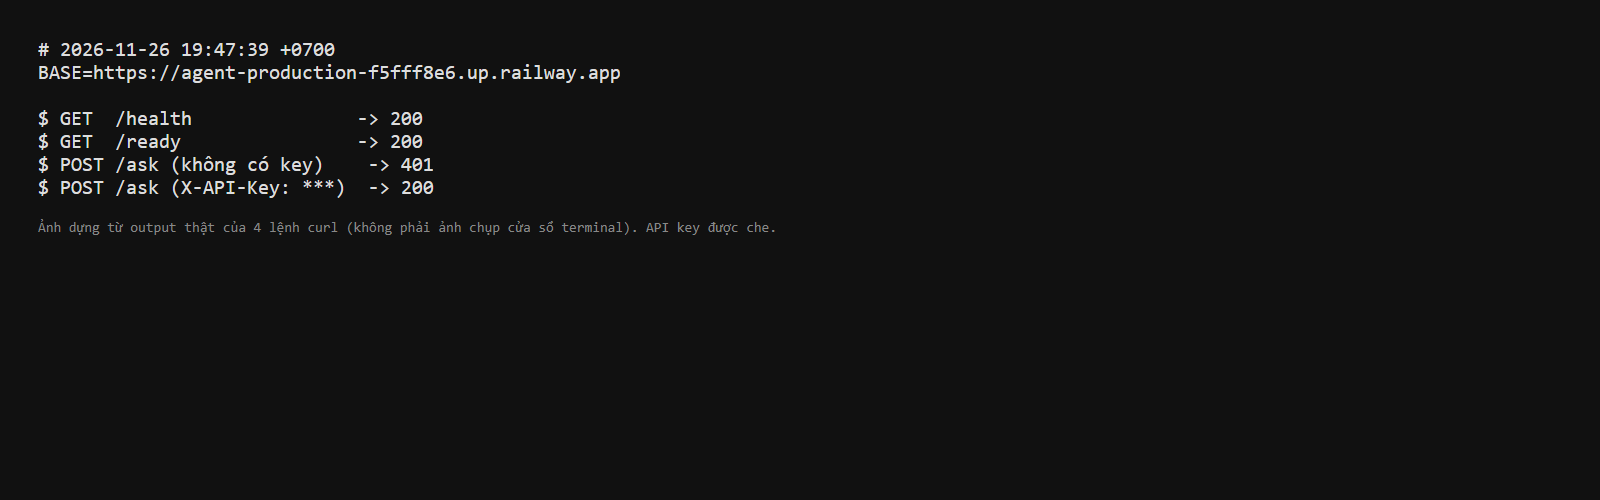 # 2026-11-26 19:47:39 +0700
BASE=https://agent-production-f5fff8e6.up.railway.app
$ GET  /health               -> 200
$ GET  /ready                -> 200
$ POST /ask (không có key)    -> 401
$ POST /ask (X-API-Key: ***)  -> 200
Ảnh dựng từ output thật của 4 lệnh curl (không phải ảnh chụp cửa sổ terminal). API key được che.